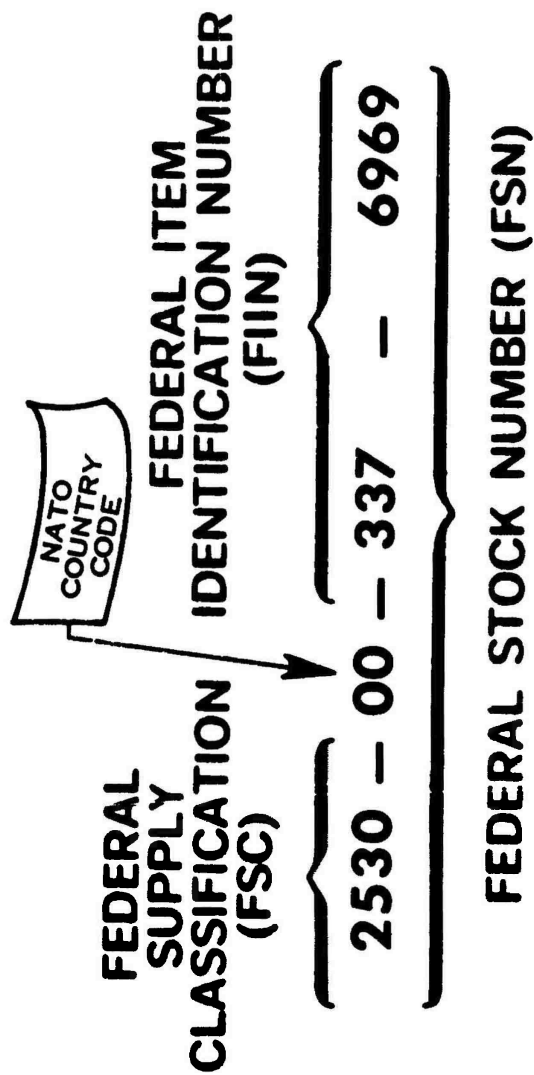 NATO
COUNTRY
CODE
FEDERAL
SUPPLY
CLASSIFICATION
(FSC)
FEDERAL ITEM
IDENTIFICATION NUMBER
(FIIN)
2530 – 00 – 337 – 6969
FEDERAL STOCK NUMBER (FSN)